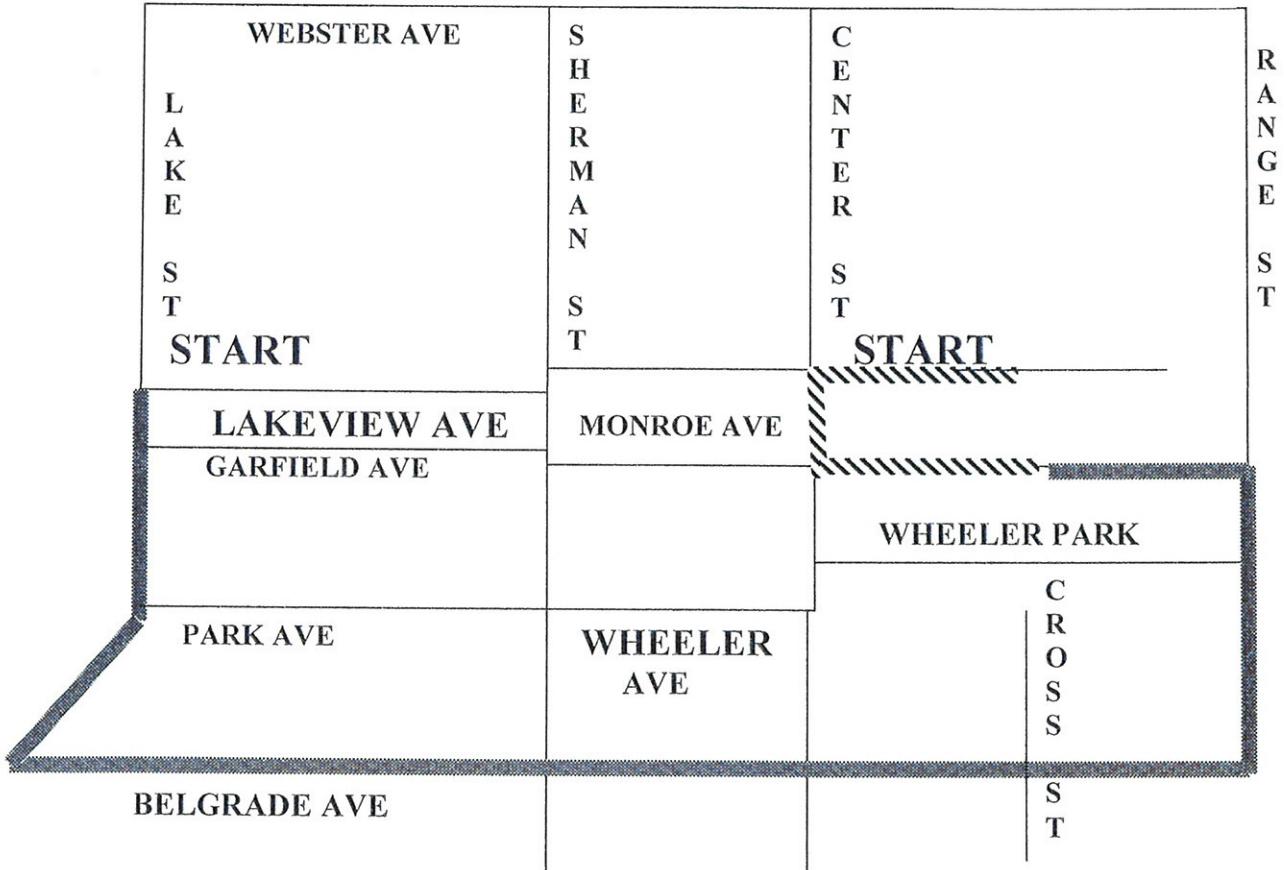 WEBSTER AVE
LAKE ST
SHERMAN ST
CENTER ST
RANGE ST
START
START
LAKEVIEW AVE
MONROE AVE
GARFIELD AVE
WHEELER PARK
PARK AVE
WHEELER
AVE
CROSS ST
BELGRADE AVE